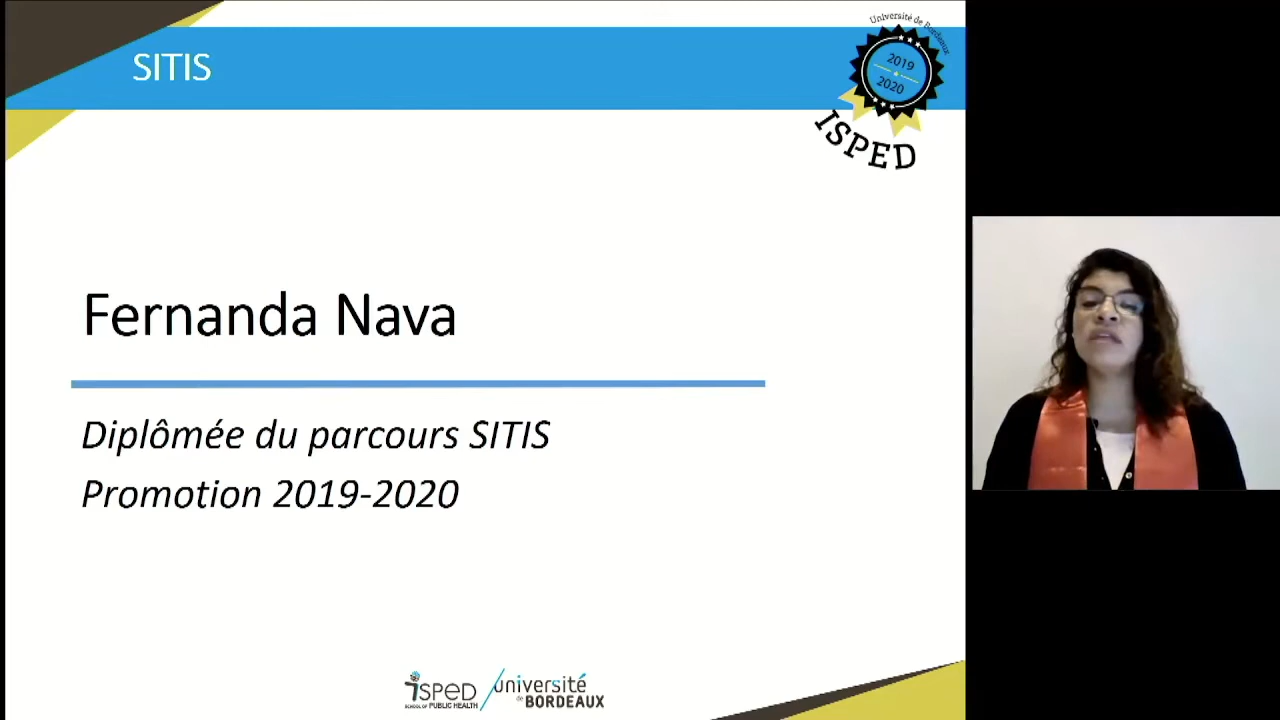 SITIS
Université de Bordeaux
2019
2020
ISPED
Fernanda Nava
Diplômée du parcours SITIS
Promotion 2019-2020
isped
SCHOOL OF PUBLIC HEALTH
université
de BORDEAUX